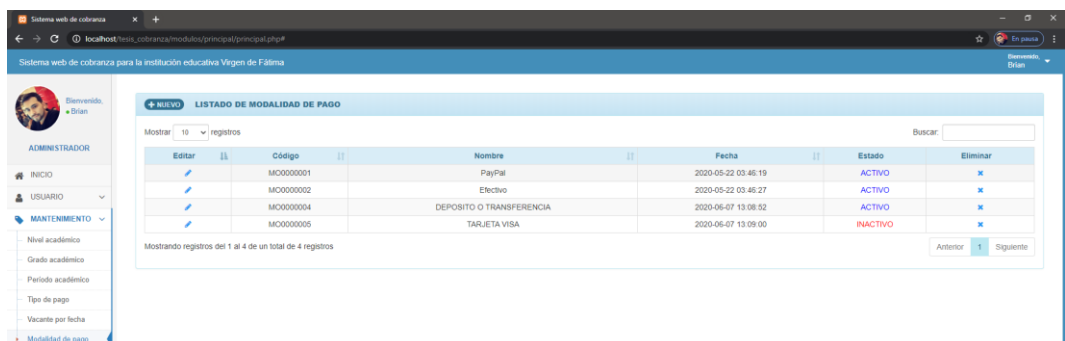 Sistema web de cobranza
localhost/tesis_cobranza/modulos/principal/principal.php#
En pausa
Sistema web de cobranza para la institución educativa Virgen de Fátima
Bienvenido,
Brian
Bienvenido,
Brian
ADMINISTRADOR
INICIO
USUARIO
MANTENIMIENTO
Nivel académico
Grado académico
Periodo académico
Tipo de pago
Vacante por fecha
Modalidad de pago
NUEVO LISTADO DE MODALIDAD DE PAGO
Mostrar 10 registros Buscar:
Editar Código Nombre Fecha Estado Eliminar
MO0000001 PayPal 2020-05-22 03:46:19 ACTIVO
MO0000002 Efectivo 2020-05-22 03:46:27 ACTIVO
MO0000004 DEPOSITO O TRANSFERENCIA 2020-06-07 13:08:52 ACTIVO
MO0000005 TARJETA VISA 2020-06-07 13:09:00 INACTIVO
Mostrando registros del 1 al 4 de un total de 4 registros Anterior 1 Siguiente